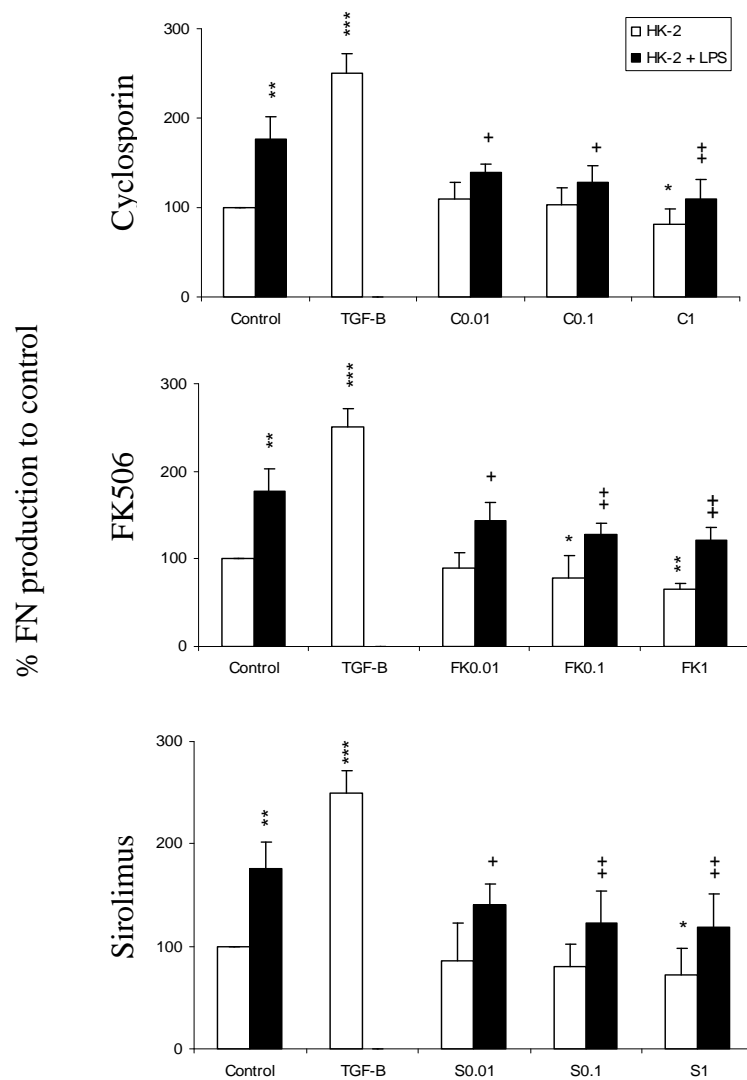 % FN production to control
Cyclosporin
HK-2
HK-2 + LPS
300
200
100
0
** *** + + * ++
Control TGF-B C0.01 C0.1 C1
FK506
300
200
100
0
** *** + * ++ ** ++
Control TGF-B FK0.01 FK0.1 FK1
Sirolimus
300
200
100
0
** *** + ++ * ++
Control TGF-B S0.01 S0.1 S1